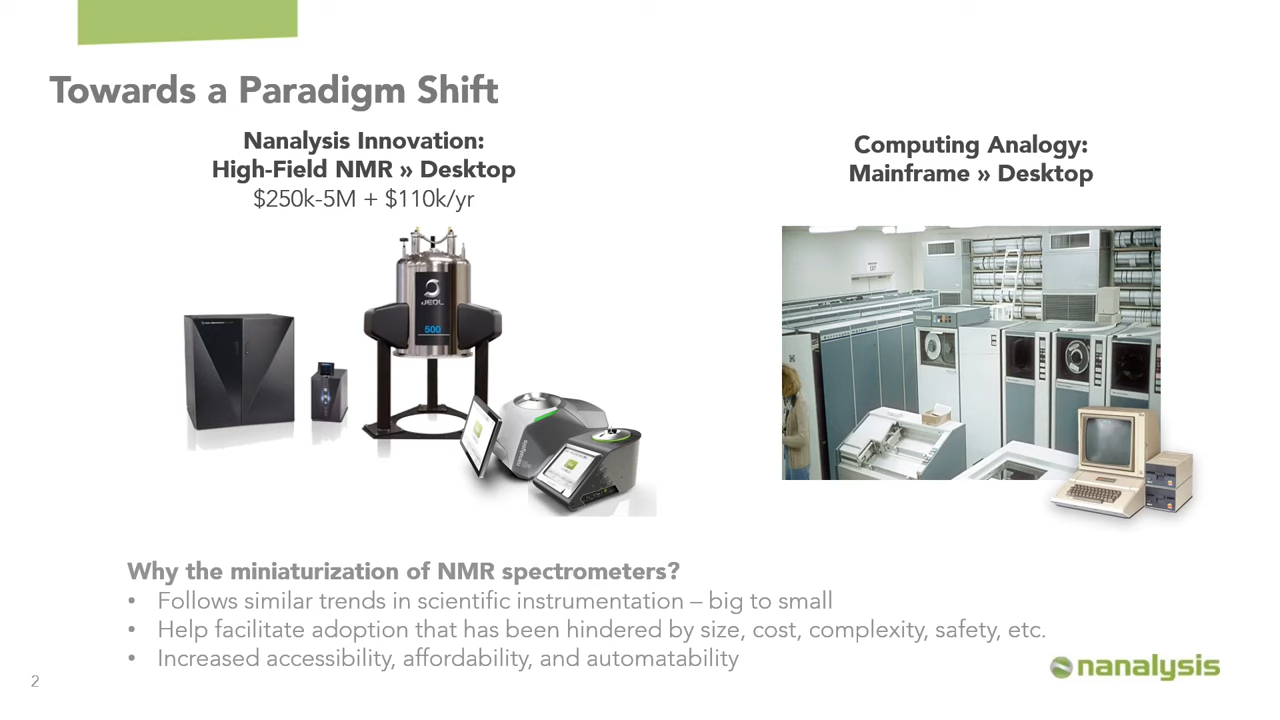 Towards a Paradigm Shift
Nanalysis Innovation:
High-Field NMR » Desktop
$250k-5M + $110k/yr
Computing Analogy:
Mainframe » Desktop
JEOL
500
nanalysis
EXIT
Why the miniaturization of NMR spectrometers?
• Follows similar trends in scientific instrumentation – big to small
• Help facilitate adoption that has been hindered by size, cost, complexity, safety, etc.
• Increased accessibility, affordability, and automatability
nanalysis
2